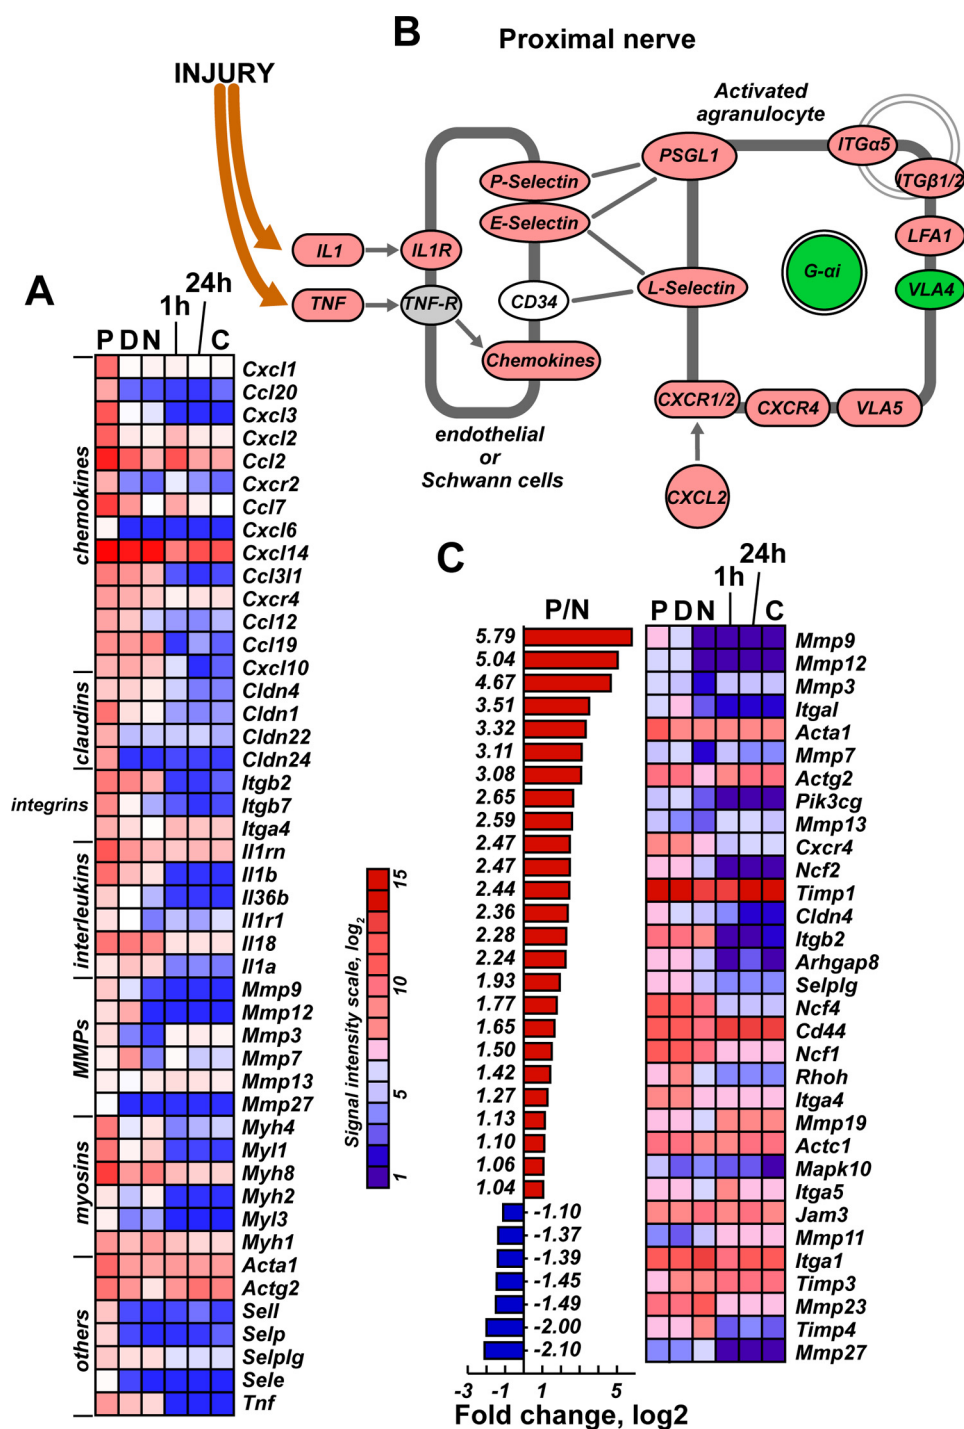 B
Proximal nerve
INJURY
Activated
agranulocyte
ITGα5
PSGL1
P-Selectin
ITGβ1/2
E-Selectin
LFA1
IL1
IL1R
G-αi
L-Selectin
VLA4
TNF
TNF-R
CD34
Chemokines
CXCR1/2
CXCR4
VLA5
endothelial
or
Schwann cells
CXCL2
A
24h
1h
P D N C
chemokines
Cxcl1
Ccl20
Cxcl3
Cxcl2
Ccl2
Cxcr2
Ccl7
Cxcl6
Cxcl14
Ccl3l1
Cxcr4
Ccl12
Ccl19
Cxcl10
claudins
Cldn4
Cldn1
Cldn22
Cldn24
integrins
Itgb2
Itgb7
Itga4
interleukins
Il1rn
Il1b
Il36b
Il1r1
Il18
Il1a
MMPs
Mmp9
Mmp12
Mmp3
Mmp7
Mmp13
Mmp27
myosins
Myh4
Myl1
Myh8
Myh2
Myl3
Myh1
others
Acta1
Actg2
Sell
Selp
Selplg
Sele
Tnf
Signal intensity scale, log2
15
10
5
1
C
24h
1h
P/N
P D N C
5.79 Mmp9
5.04 Mmp12
4.67 Mmp3
3.51 Itgal
3.32 Acta1
3.11 Mmp7
3.08 Actg2
2.65 Pik3cg
2.59 Mmp13
2.47 Cxcr4
2.47 Ncf2
2.44 Timp1
2.36 Cldn4
2.28 Itgb2
2.24 Arhgap8
1.93 Selplg
1.77 Ncf4
1.65 Cd44
1.50 Ncf1
1.42 Rhoh
1.27 Itga4
1.13 Mmp19
1.10 Actc1
1.06 Mapk10
1.04 Itga5
-1.10 Jam3
-1.37 Mmp11
-1.39 Itga1
-1.45 Timp3
-1.49 Mmp23
-2.00 Timp4
-2.10 Mmp27
-3 -1 1 5
Fold change, log2